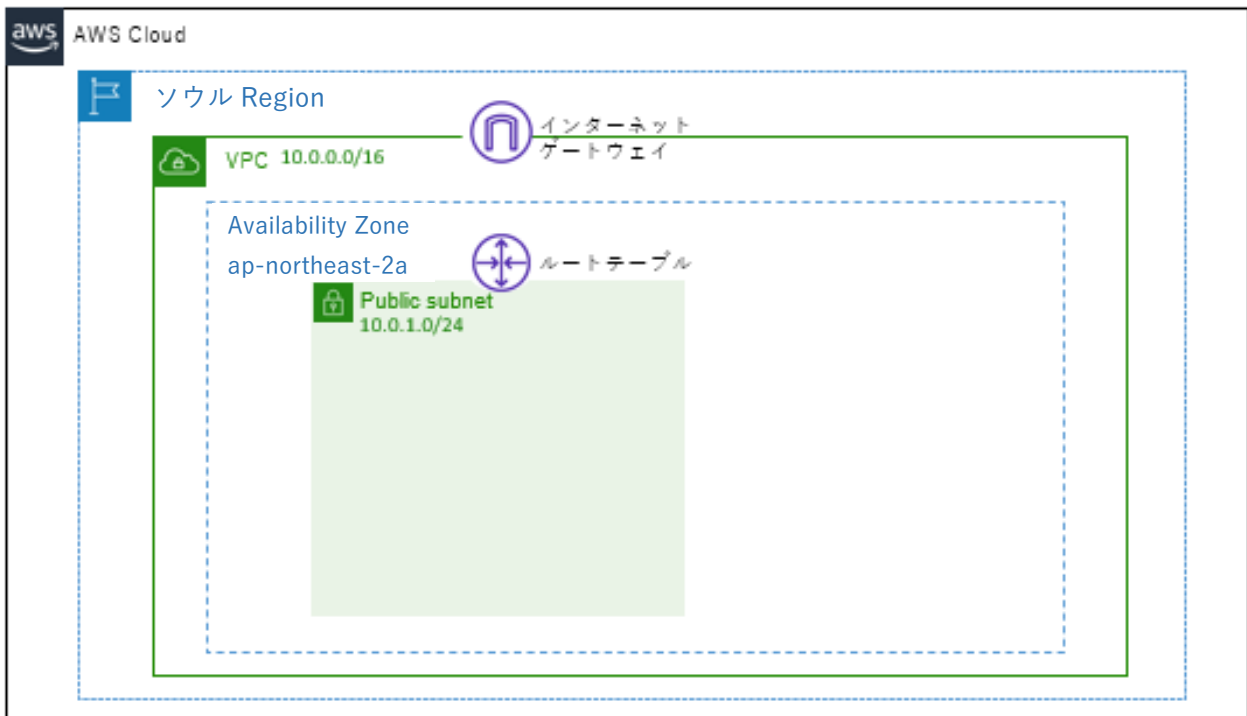 aws
AWS Cloud
ソウル Region
インターネット
ゲートウェイ
VPC 10.0.0.0/16
Availability Zone
ap-northeast-2a
ルートテーブル
Public subnet
10.0.1.0/24